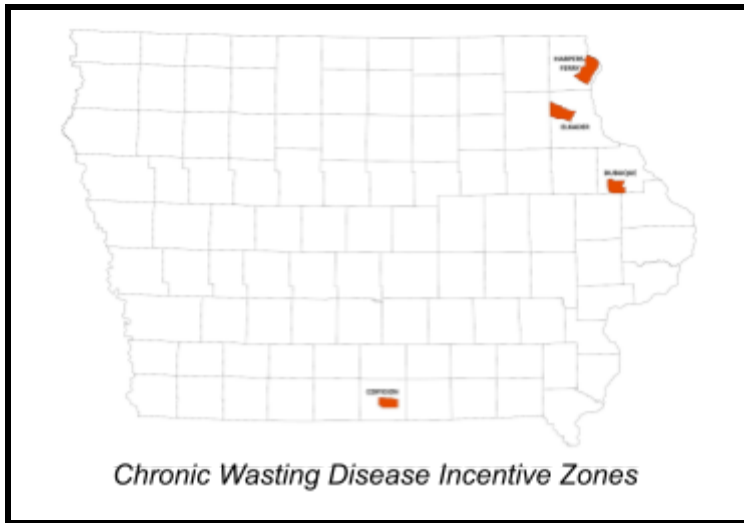 HARPERS
FERRY
ELKADER
DUBUQUE
CORYDON
Chronic Wasting Disease Incentive Zones